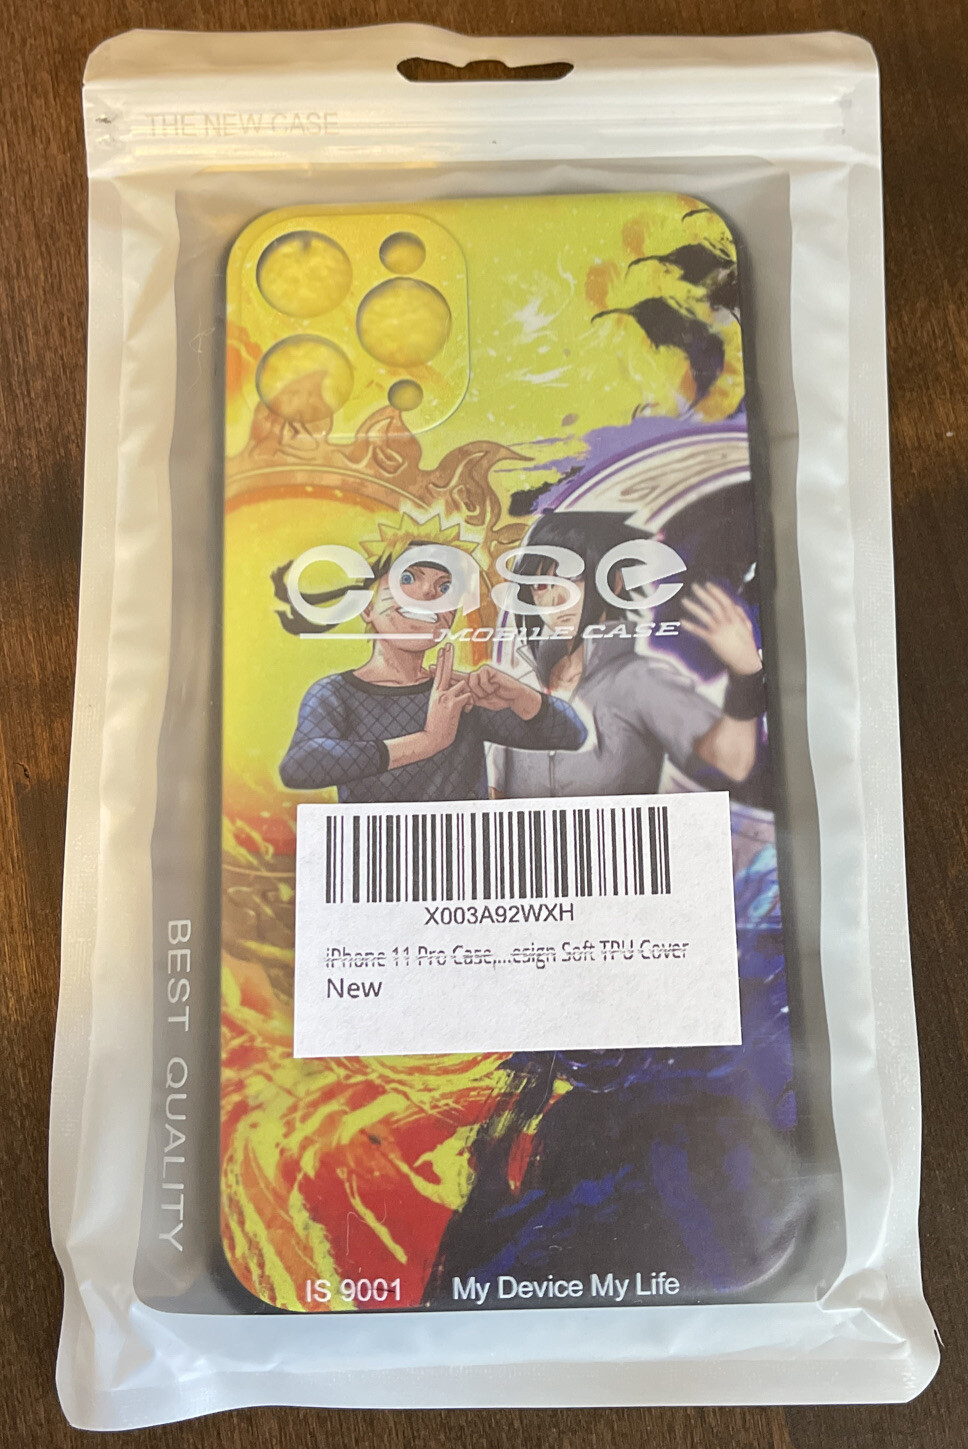 THE NEW CASE
case
MOBILE CASE
X003A92WXH
iPhone 11 Pro Case,...esign Soft TPU Cover
New
BEST QUALITY
IS 9001
My Device My Life